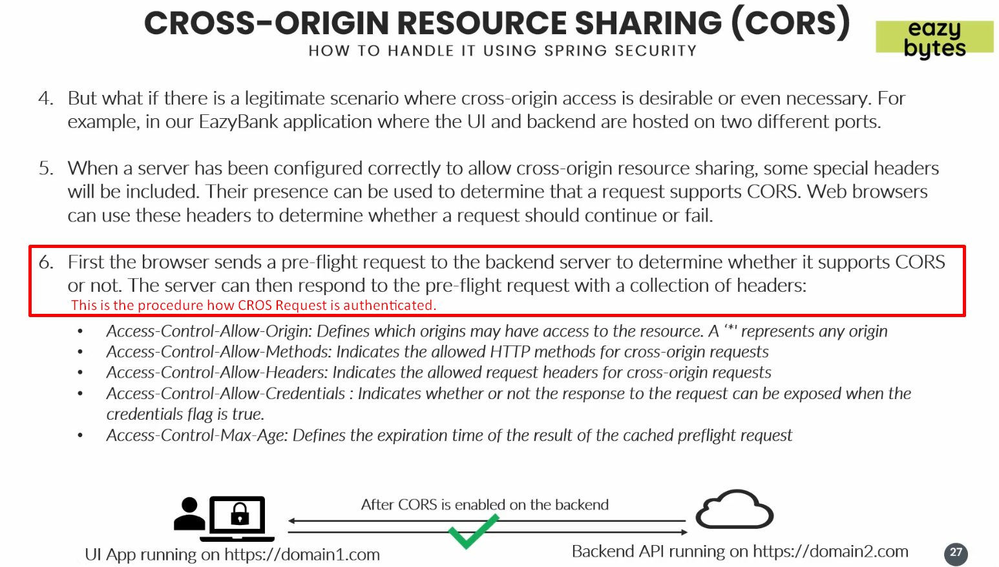 CROSS-ORIGIN RESOURCE SHARING (CORS)
HOW TO HANDLE IT USING SPRING SECURITY
eazy
bytes
4. But what if there is a legitimate scenario where cross-origin access is desirable or even necessary. For
example, in our EazyBank application where the UI and backend are hosted on two different ports.
5. When a server has been configured correctly to allow cross-origin resource sharing, some special headers
will be included. Their presence can be used to determine that a request supports CORS. Web browsers
can use these headers to determine whether a request should continue or fail.
6. First the browser sends a pre-flight request to the backend server to determine whether it supports CORS
or not. The server can then respond to the pre-flight request with a collection of headers:
This is the procedure how CROS Request is authenticated.
• Access-Control-Allow-Origin: Defines which origins may have access to the resource. A ‘*' represents any origin
• Access-Control-Allow-Methods: Indicates the allowed HTTP methods for cross-origin requests
• Access-Control-Allow-Headers: Indicates the allowed request headers for cross-origin requests
• Access-Control-Allow-Credentials : Indicates whether or not the response to the request can be exposed when the
credentials flag is true.
• Access-Control-Max-Age: Defines the expiration time of the result of the cached preflight request
After CORS is enabled on the backend
UI App running on https://domain1.com
Backend API running on https://domain2.com
27